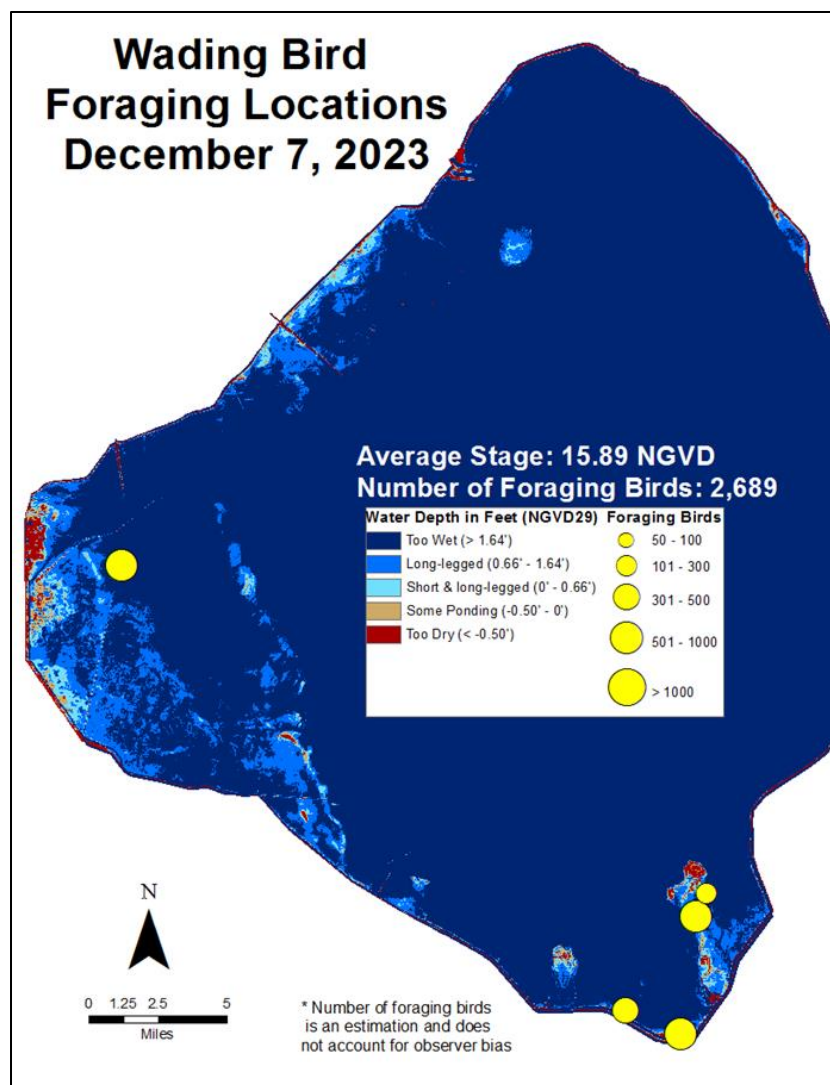 Wading Bird
Foraging Locations
December 7, 2023
Average Stage: 15.89 NGVD
Number of Foraging Birds: 2,689
Water Depth in Feet (NGVD29) Foraging Birds
Too Wet (> 1.64') 50 - 100
Long-legged (0.66' - 1.64') 101 - 300
Short & long-legged (0' - 0.66') 301 - 500
Some Ponding (-0.50' - 0')
Too Dry (< -0.50') 501 - 1000
> 1000
N
0 1.25 2.5 5
Miles
* Number of foraging birds
is an estimation and does
not account for observer bias